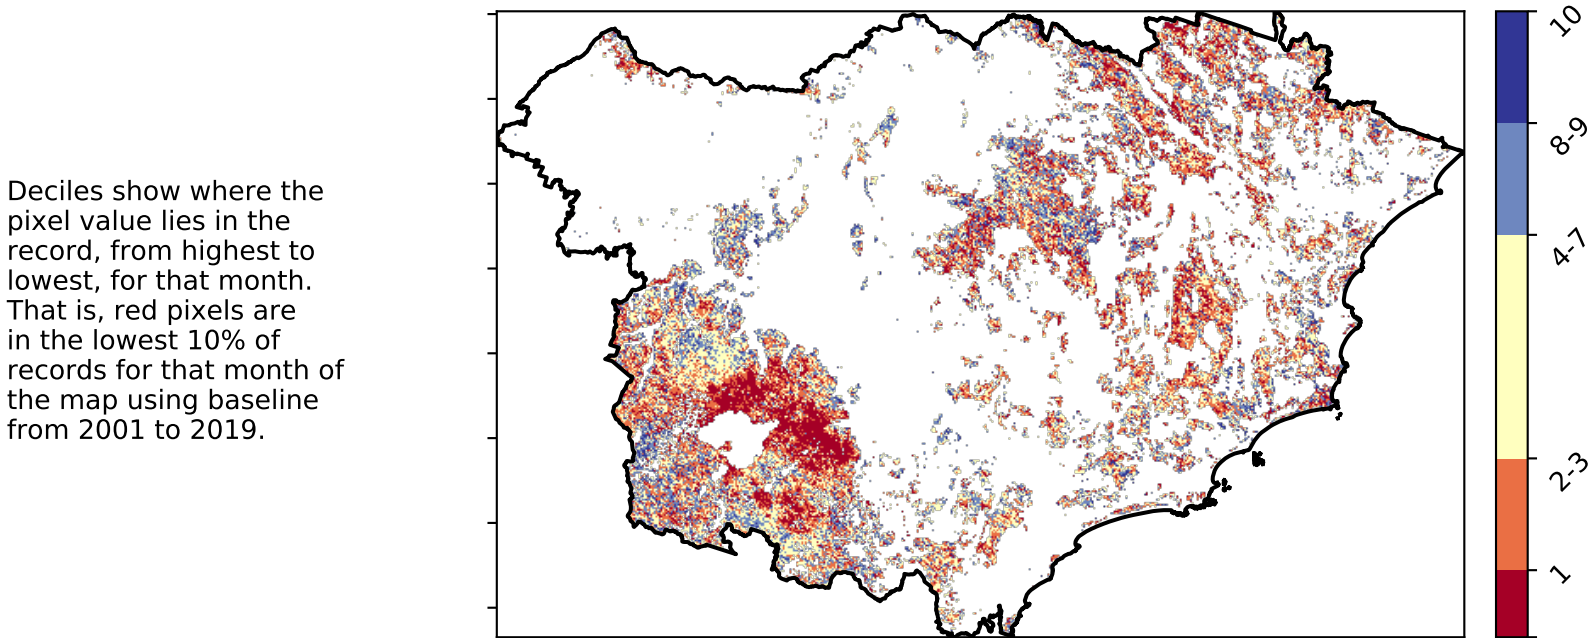 Deciles show where the
pixel value lies in the
record, from highest to
lowest, for that month.
That is, red pixels are
in the lowest 10% of
records for that month of
the map using baseline
from 2001 to 2019.
10
8-9
4-7
2-3
1